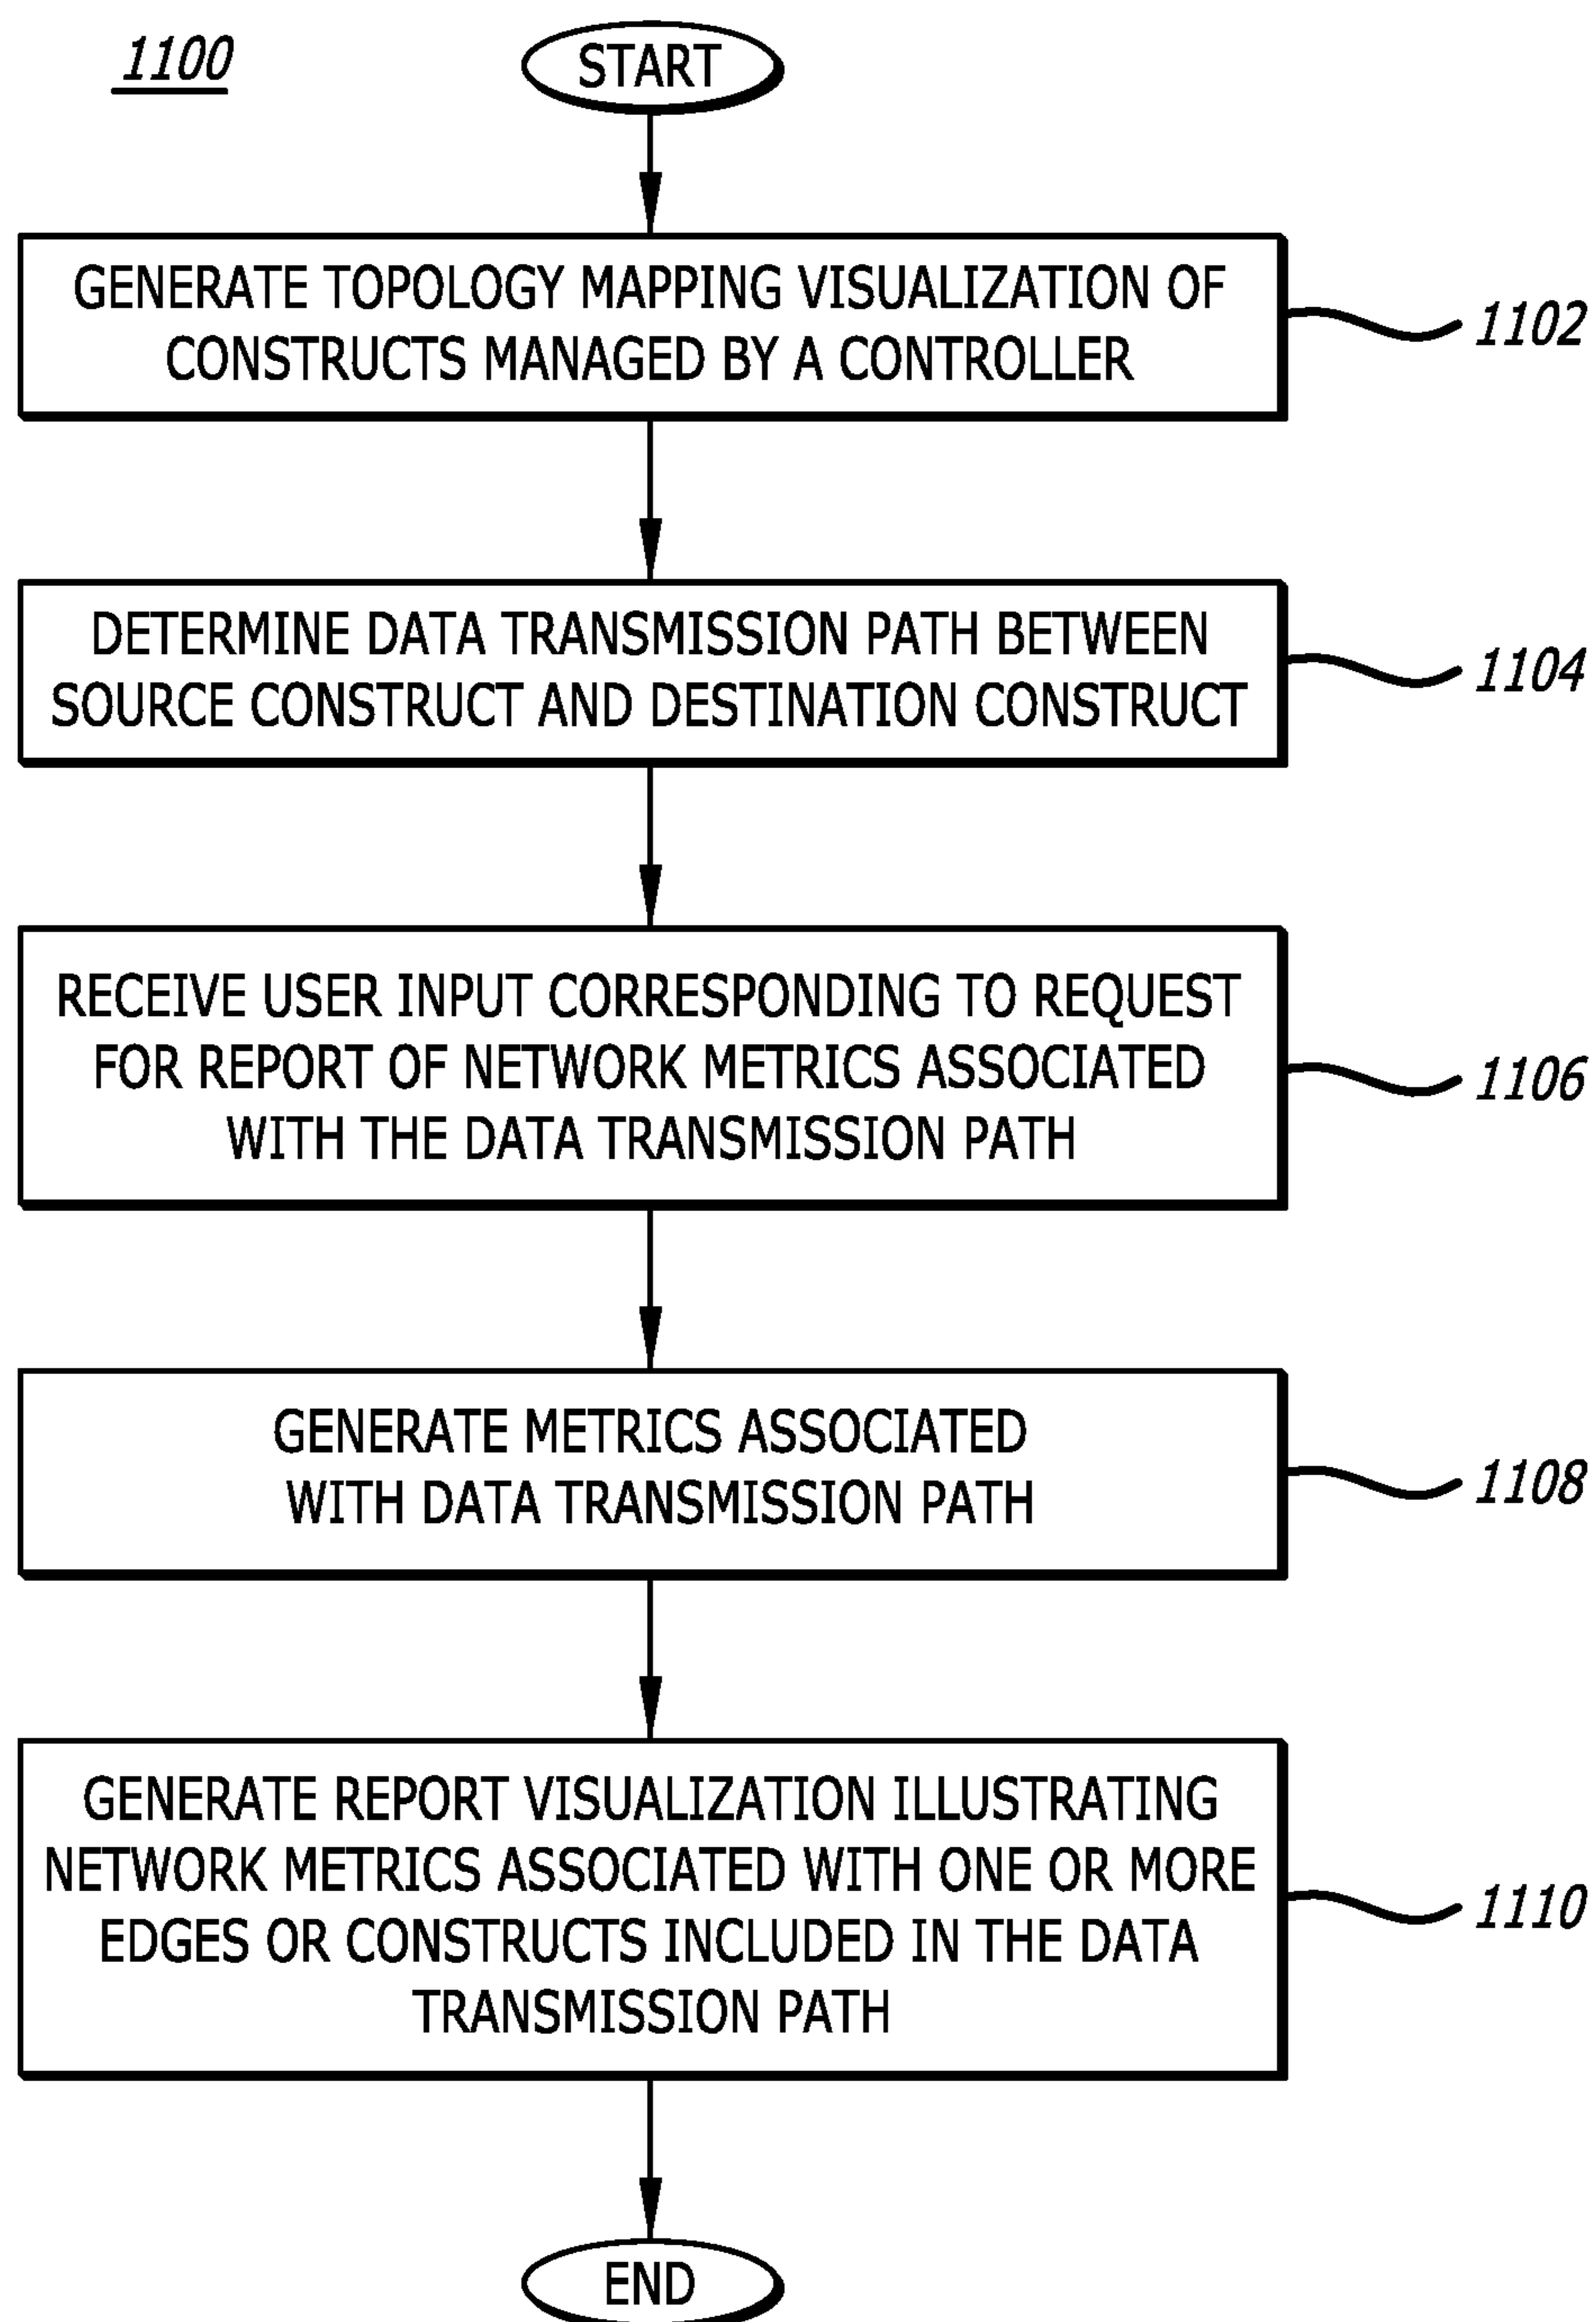 1100
START
GENERATE TOPOLOGY MAPPING VISUALIZATION OF
CONSTRUCTS MANAGED BY A CONTROLLER
1102
DETERMINE DATA TRANSMISSION PATH BETWEEN
SOURCE CONSTRUCT AND DESTINATION CONSTRUCT
1104
RECEIVE USER INPUT CORRESPONDING TO REQUEST
FOR REPORT OF NETWORK METRICS ASSOCIATED
WITH THE DATA TRANSMISSION PATH
1106
GENERATE METRICS ASSOCIATED
WITH DATA TRANSMISSION PATH
1108
GENERATE REPORT VISUALIZATION ILLUSTRATING
NETWORK METRICS ASSOCIATED WITH ONE OR MORE
EDGES OR CONSTRUCTS INCLUDED IN THE DATA
TRANSMISSION PATH
1110
END